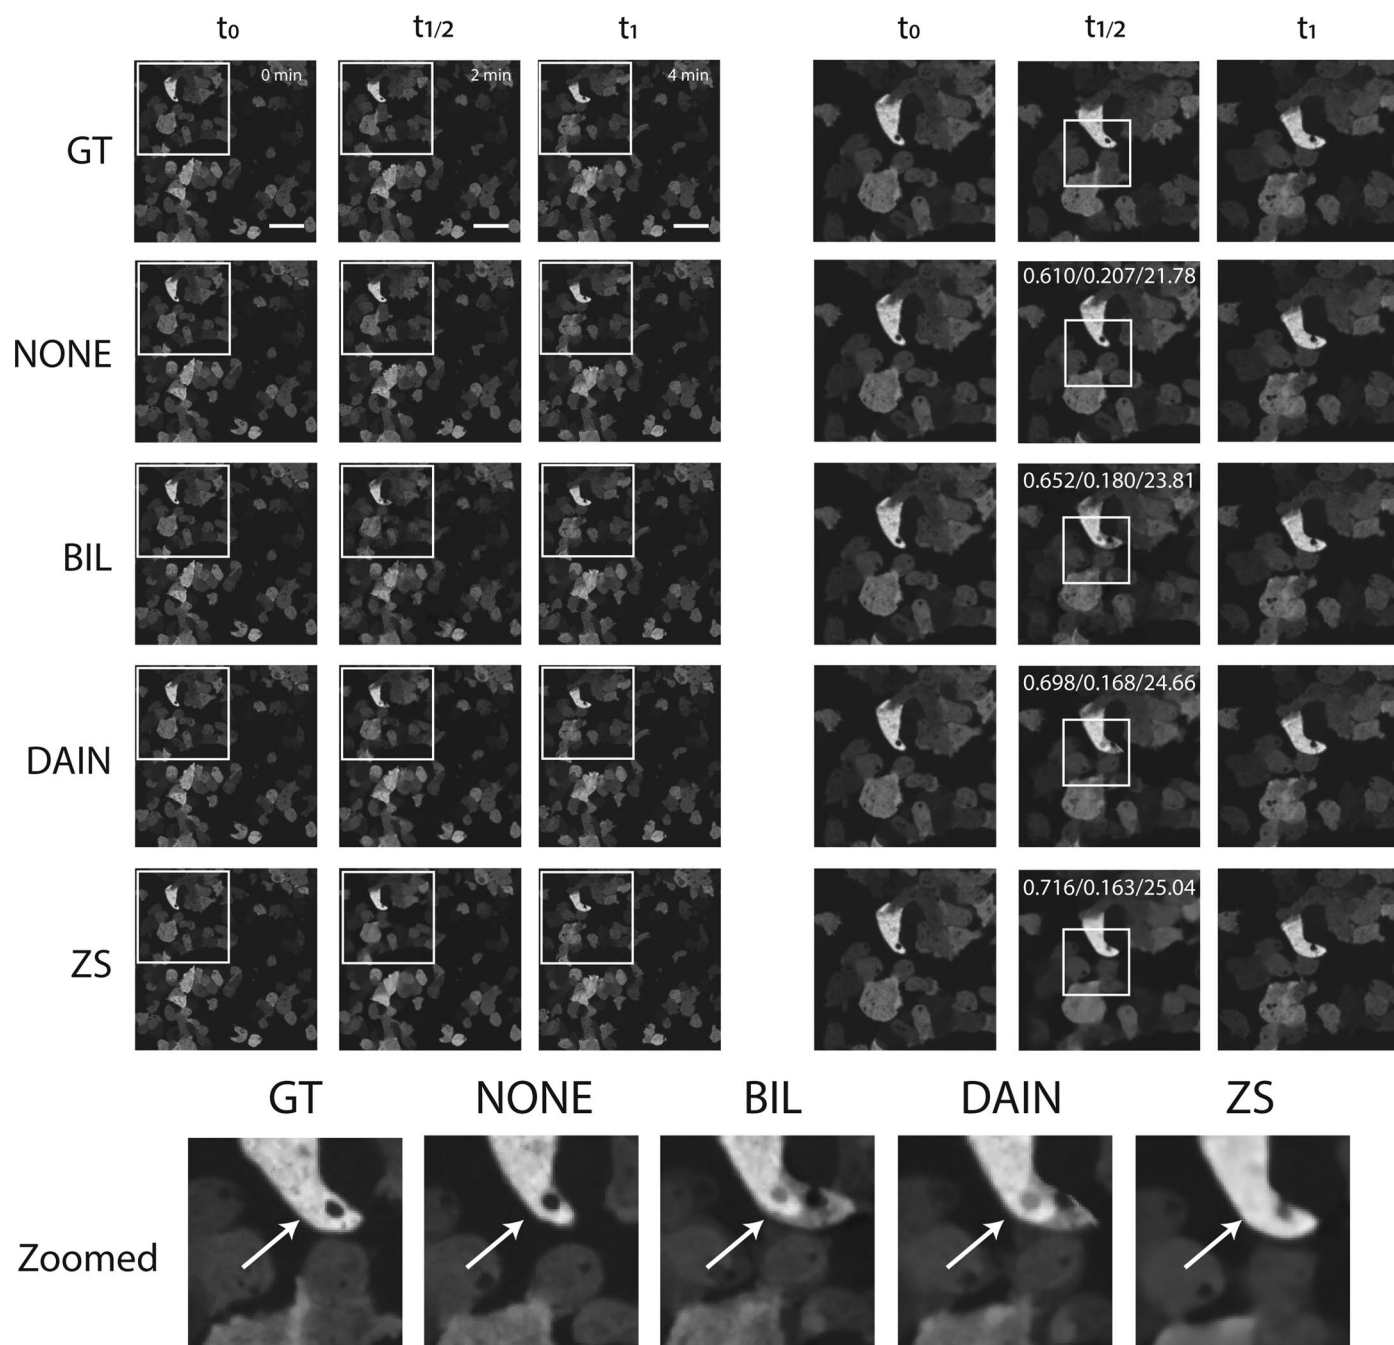 t0 t1/2 t1 t0 t1/2 t1
GT 0 min 2 min 4 min
NONE 0.610/0.207/21.78
BIL 0.652/0.180/23.81
DAIN 0.698/0.168/24.66
ZS 0.716/0.163/25.04
GT NONE BIL DAIN ZS
Zoomed